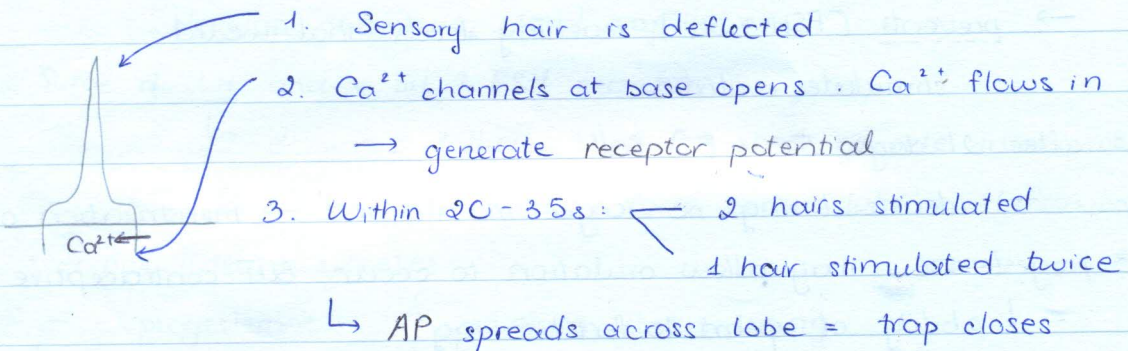 1. Sensory hair is deflected
2. Ca²⁺ channels at base opens. Ca²⁺ flows in
→ generate receptor potential
3. Within 20 - 35s: 2 hairs stimulated
Ca²⁺
1 hair stimulated twice
↳ AP spreads across lobe = trap closes